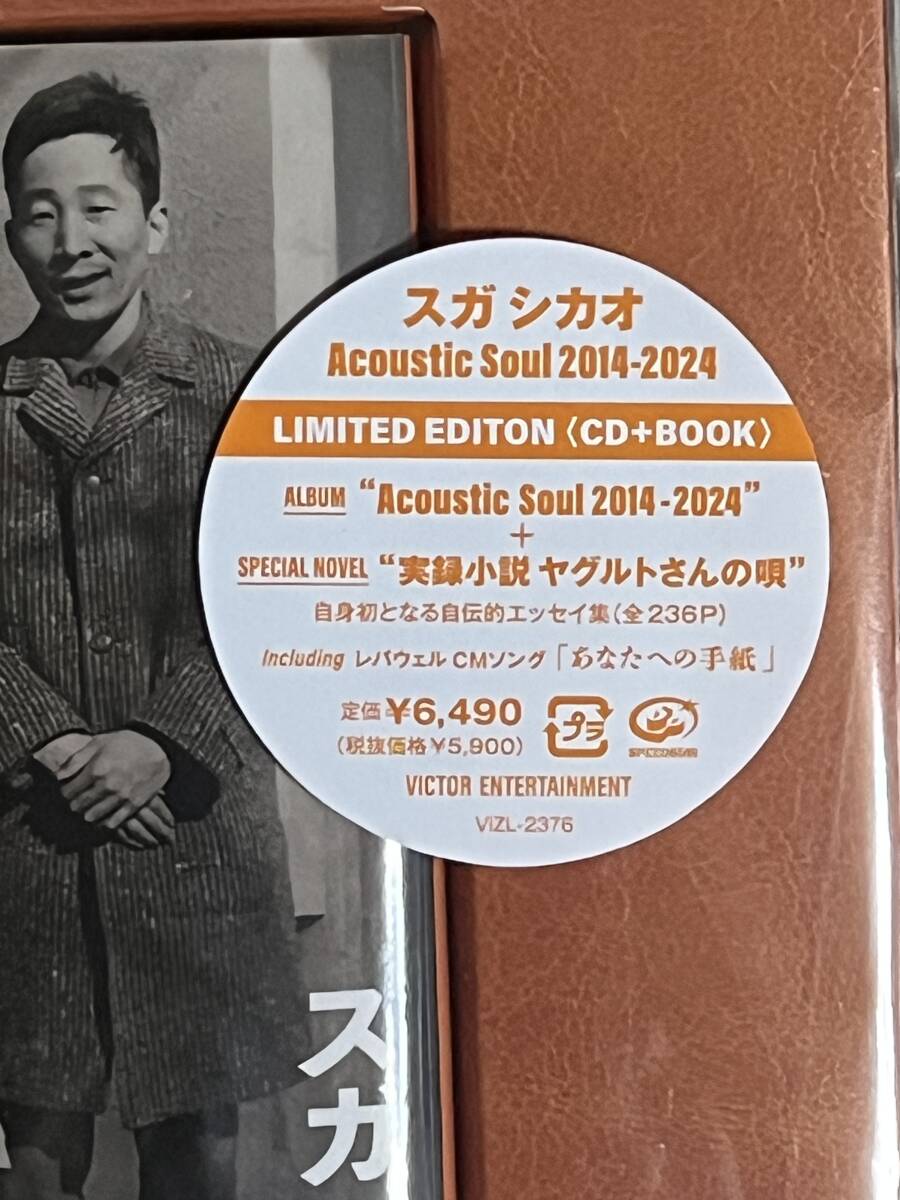 スガ シカオ
Acoustic Soul 2014-2024
LIMITED EDITON〈CD+BOOK〉
ALBUM “Acoustic Soul 2014-2024”
+
SPECIAL NOVEL “実録小説 ヤグルトさんの唄”
自身初となる自伝的エッセイ集(全236P)
Including レバウェル CMソング「あなたへの手紙」
定価 ¥6,490
(税抜価格¥5,900)
プラ
VICTOR ENTERTAINMENT
VIZL-2376
スガ